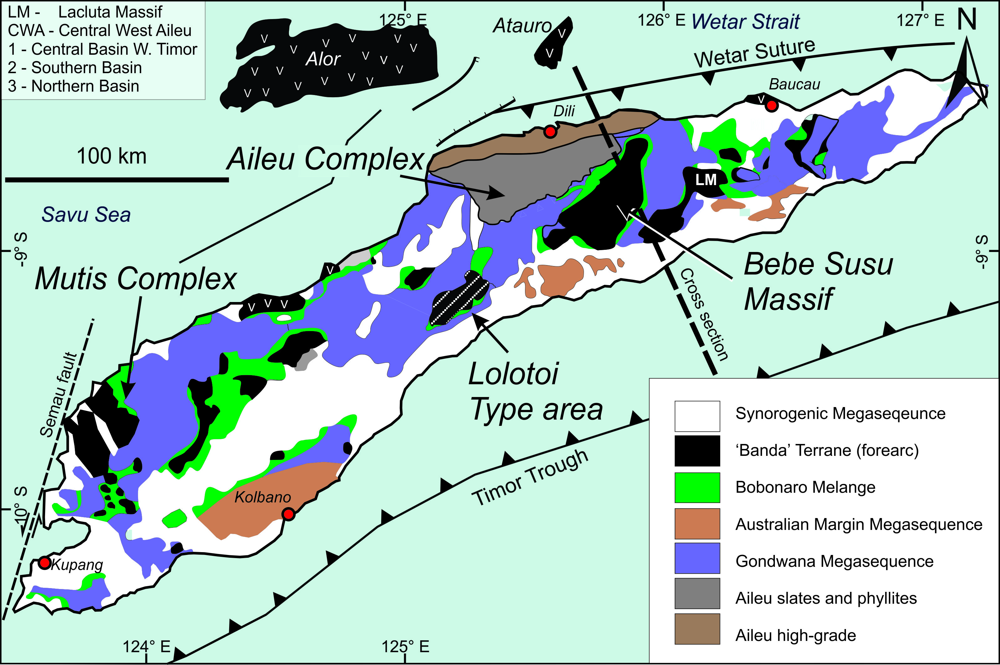 LM - Lacluta Massif
CWA - Central West Aileu
1 - Central Basin W. Timor
2 - Southern Basin
3 - Northern Basin
125° E
126° E
127° E
N
Wetar Strait
Atauro
V
V
Alor
V V V V V V V V V V V V V V V V V V V
Wetar Suture
Baucau
V
Dili
100 km
Aileu Complex
LM
Savu Sea
-9° S
-9° S
Mutis Complex
V
V V V
Bebe Susu
Massif
Cross section
Semau fault
Lolotoi
Type area
Timor Trough
Kolbano
-10° S
Kupang
124° E
125° E
Synorogenic Megaseqeunce
‘Banda’ Terrane (forearc)
Bobonaro Melange
Australian Margin Megasequence
Gondwana Megasequence
Aileu slates and phyllites
Aileu high-grade